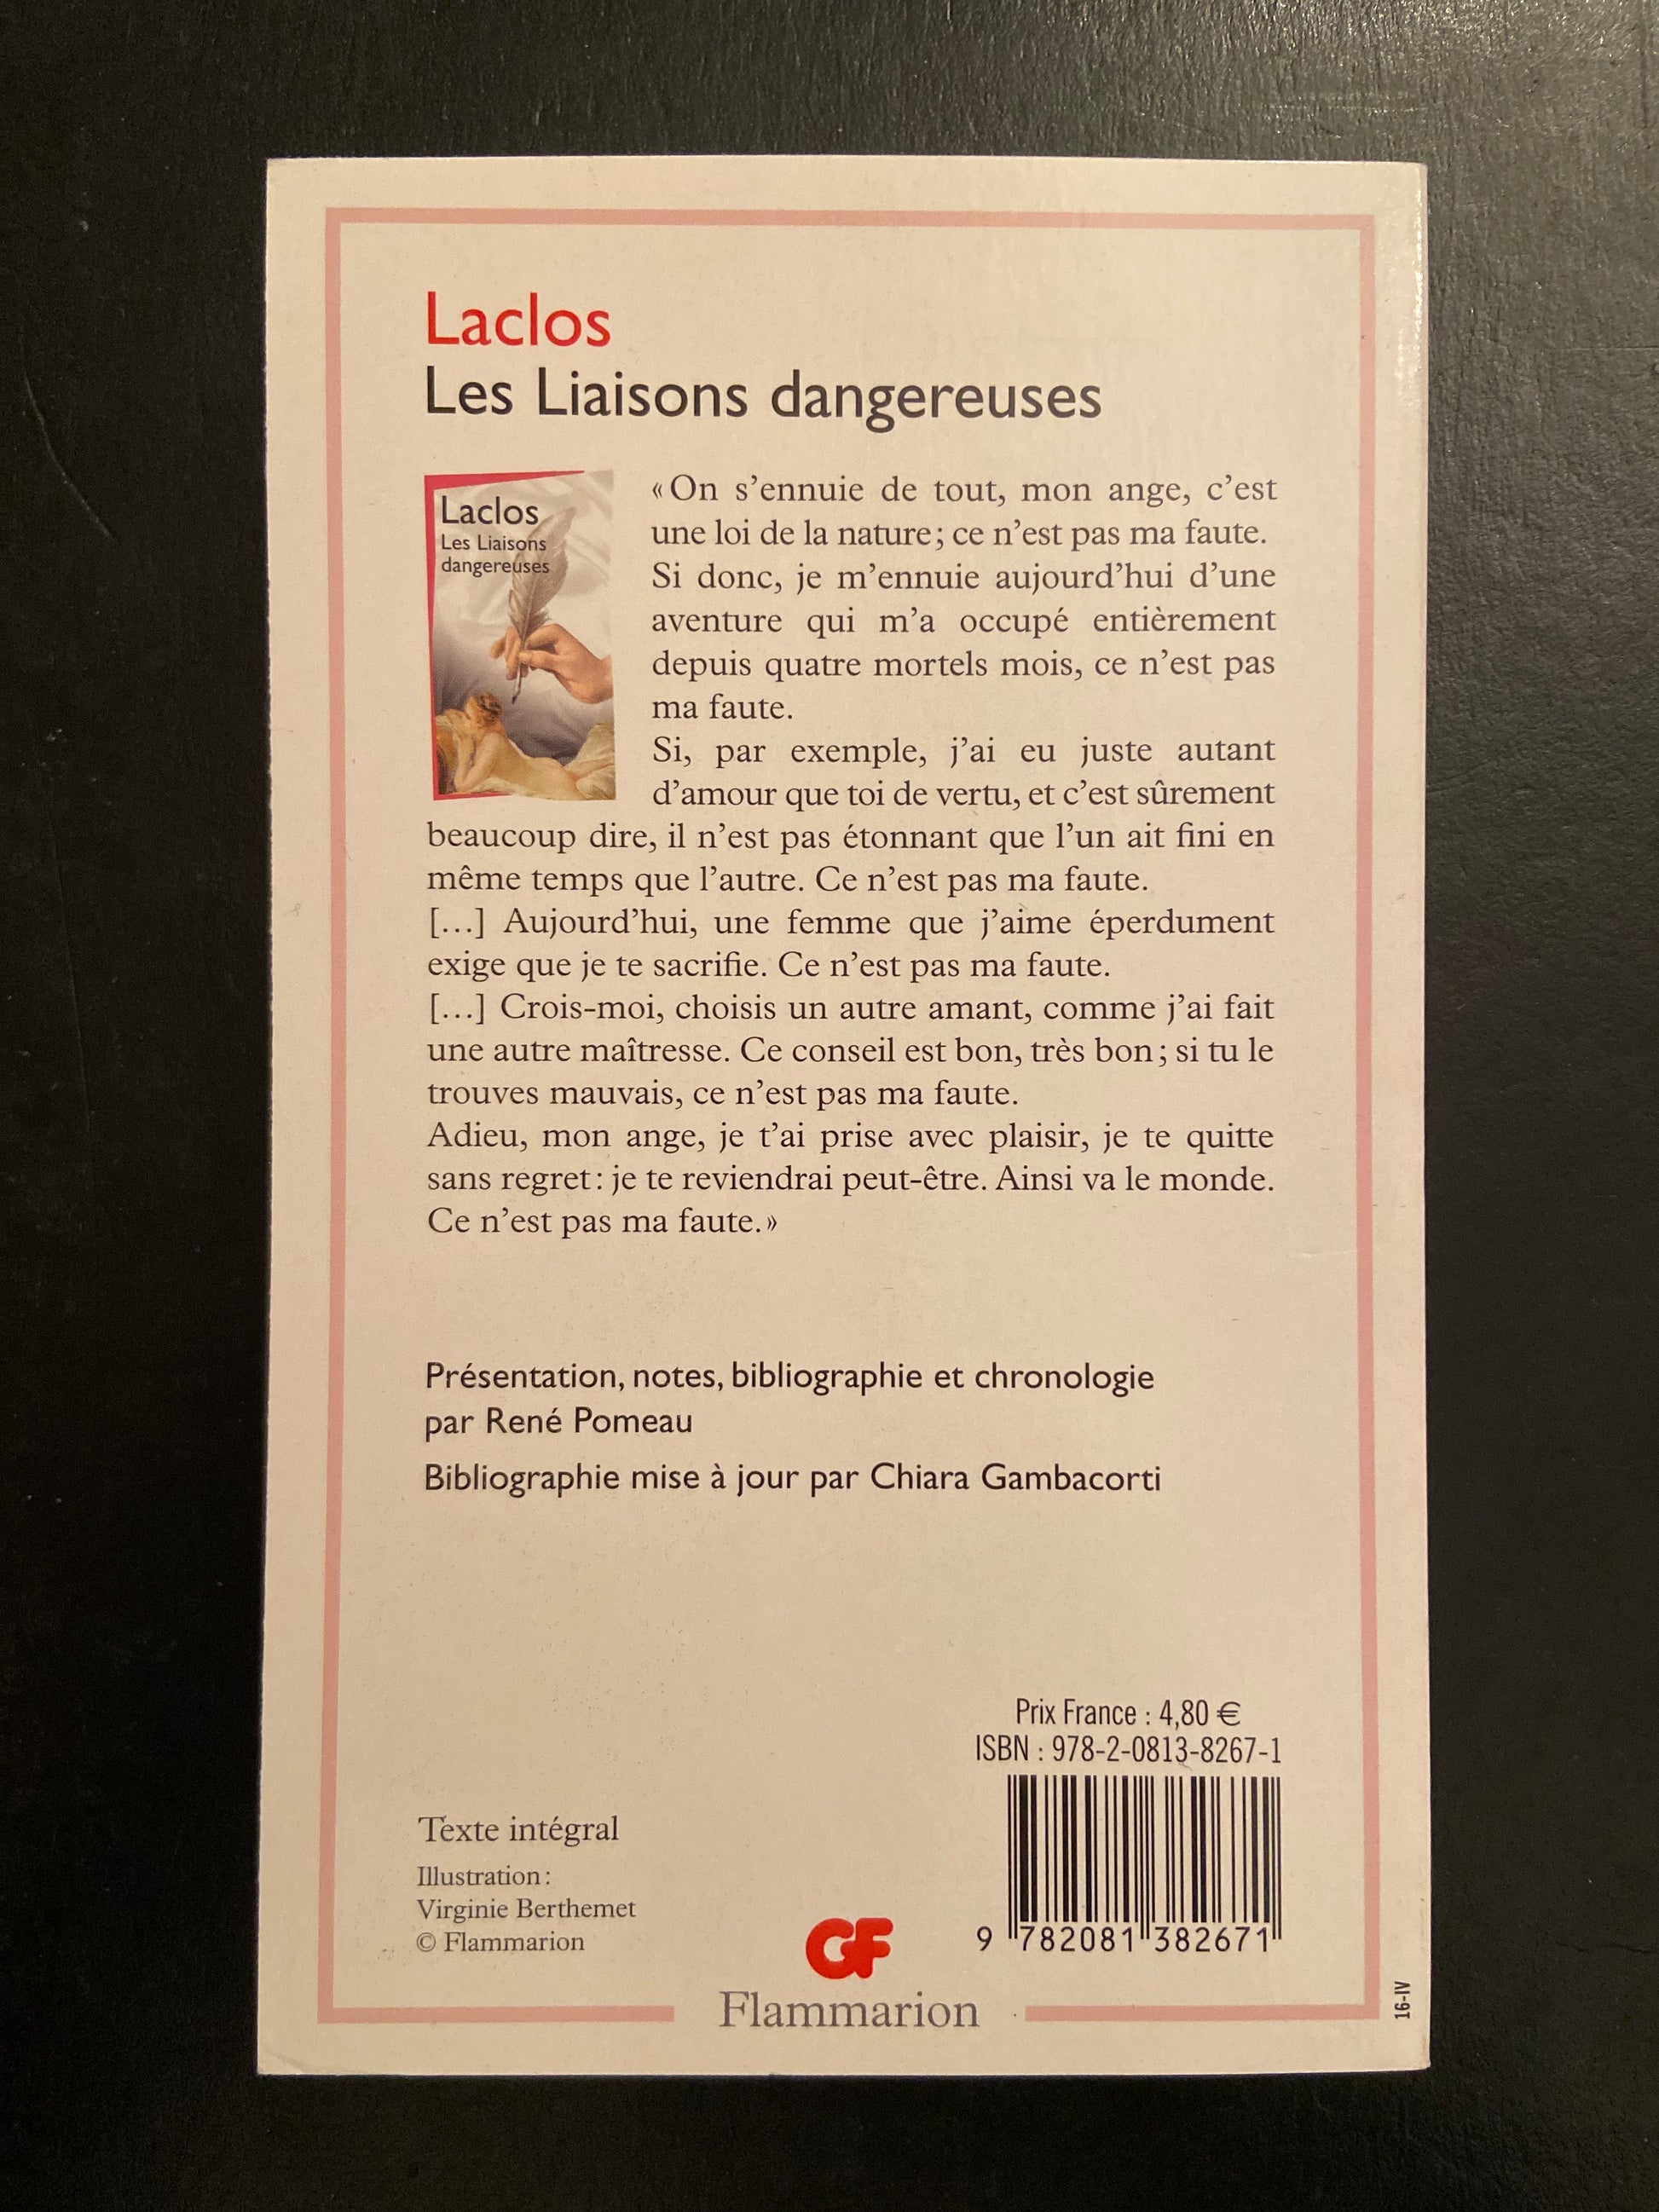 Laclos
Les Liaisons dangereuses
Laclos
Les Liaisons
dangereuses
« On s’ennuie de tout, mon ange, c’est
une loi de la nature ; ce n’est pas ma faute.
Si donc, je m’ennuie aujourd’hui d’une
aventure qui m’a occupé entièrement
depuis quatre mortels mois, ce n’est pas
ma faute.
Si, par exemple, j’ai eu juste autant
d’amour que toi de vertu, et c’est sûrement
beaucoup dire, il n’est pas étonnant que l’un ait fini en
même temps que l’autre. Ce n’est pas ma faute.
[…] Aujourd’hui, une femme que j’aime éperdument
exige que je te sacrifie. Ce n’est pas ma faute.
[…] Crois-moi, choisis un autre amant, comme j’ai fait
une autre maîtresse. Ce conseil est bon, très bon ; si tu le
trouves mauvais, ce n’est pas ma faute.
Adieu, mon ange, je t’ai prise avec plaisir, je te quitte
sans regret : je te reviendrai peut-être. Ainsi va le monde.
Ce n’est pas ma faute. »
Présentation, notes, bibliographie et chronologie
par René Pomeau
Bibliographie mise à jour par Chiara Gambacorti
Prix France : 4,80 €
ISBN : 978-2-0813-8267-1
9 782081 382671
Texte intégral
Illustration :
Virginie Berthemet
© Flammarion
GF
Flammarion
16-IV